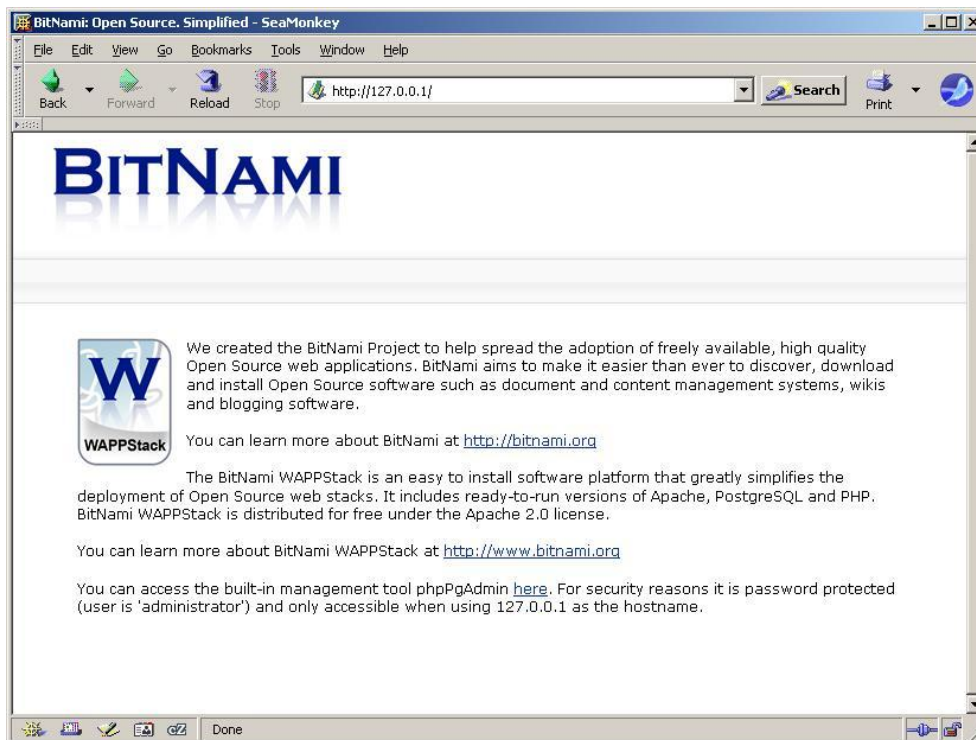 BitNami: Open Source. Simplified - SeaMonkey
File Edit View Go Bookmarks Tools Window Help
Back Forward Reload Stop http://127.0.0.1/ Search Print
BITNAMI
We created the BitNami Project to help spread the adoption of freely available, high quality
Open Source web applications. BitNami aims to make it easier than ever to discover, download
and install Open Source software such as document and content management systems, wikis
and blogging software.
W
WAPPStack
You can learn more about BitNami at http://bitnami.org
The BitNami WAPPStack is an easy to install software platform that greatly simplifies the
deployment of Open Source web stacks. It includes ready-to-run versions of Apache, PostgreSQL and PHP.
BitNami WAPPStack is distributed for free under the Apache 2.0 license.
You can learn more about BitNami WAPPStack at http://www.bitnami.org
You can access the built-in management tool phpPgAdmin here. For security reasons it is password protected
(user is 'administrator') and only accessible when using 127.0.0.1 as the hostname.
Done